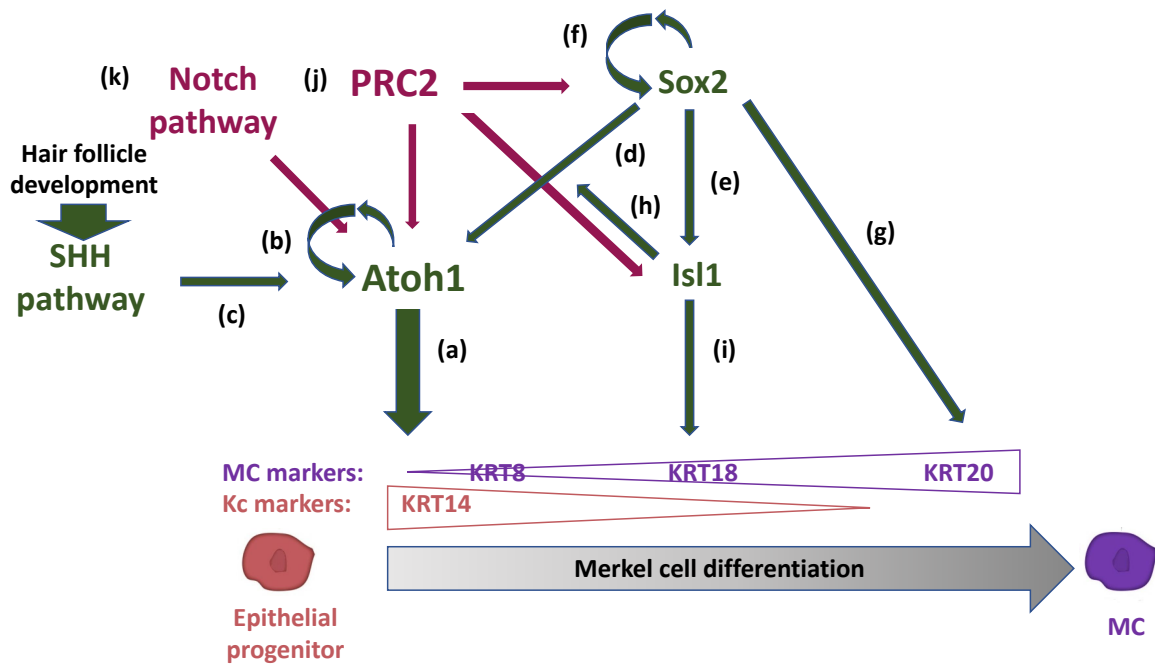 (f)
(k)
Notch
pathway
(j)
PRC2
Sox2
Hair follicle
development
(d)
(e)
(h)
(b)
(g)
SHH
pathway
Atoh1
Isl1
(c)
(a)
(i)
MC markers:
KRT8
KRT18
KRT20
Kc markers:
KRT14
Merkel cell differentiation
Epithelial
progenitor
MC